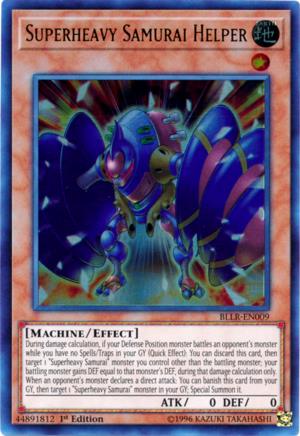 SUPERHEAVY SAMURAI HELPER
BLLR-EN009
[MACHINE/EFFECT]
During damage calculation, if your Defense Position monster battles an opponent's monster
while you have no Spells/Traps in your GY (Quick Effect): You can discard this card, then
target 1 "Superheavy Samurai" monster you control other than the battling monster; your
battling monster gains DEF equal to that monster's DEF, during that damage calculation only.
When an opponent's monster declares a direct attack: You can banish this card from your
GY, then target 1 "Superheavy Samurai" monster in your GY; Special Summon it.
ATK/ 0 DEF/ 0
44891812 1st Edition ©1996 KAZUKI TAKAHASHI